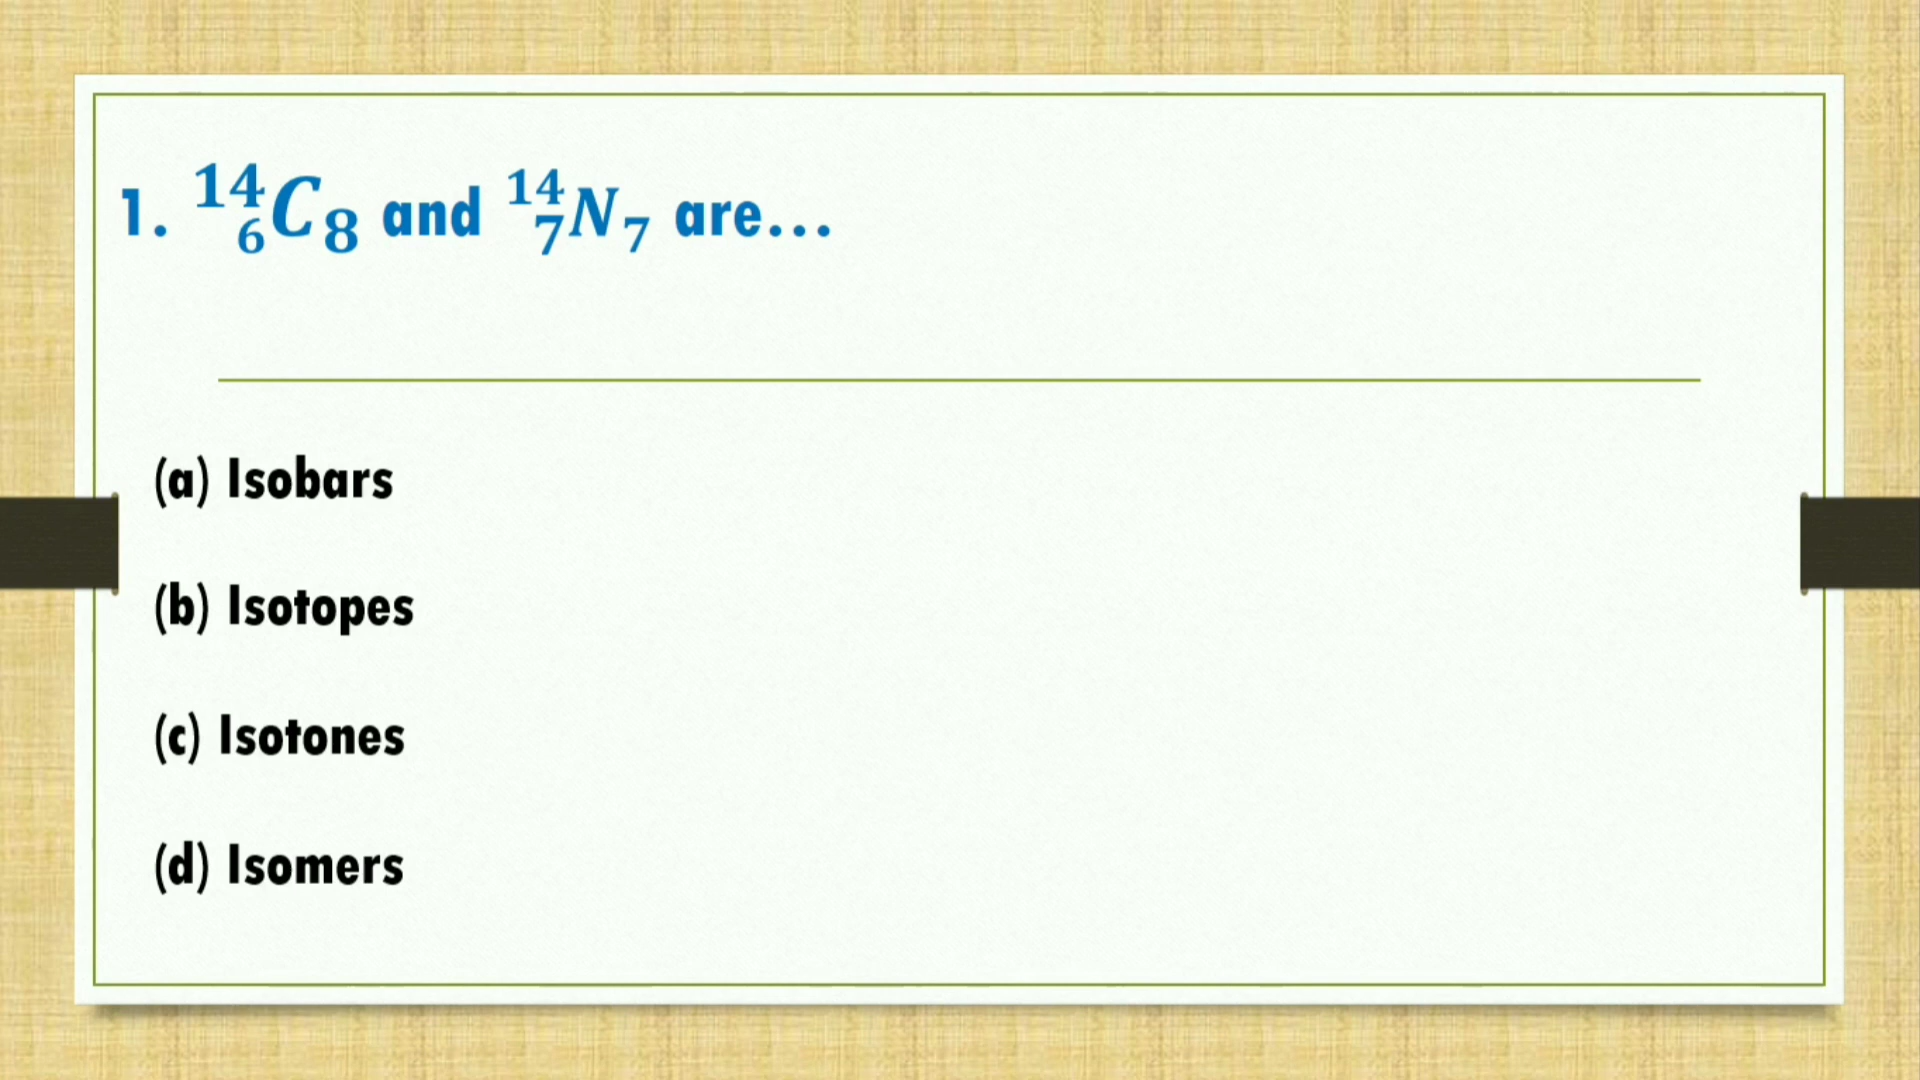 1. ¹⁴₆C₈ and ¹⁴₇N₇ are...
(a) Isobars
(b) Isotopes
(c) Isotones
(d) Isomers